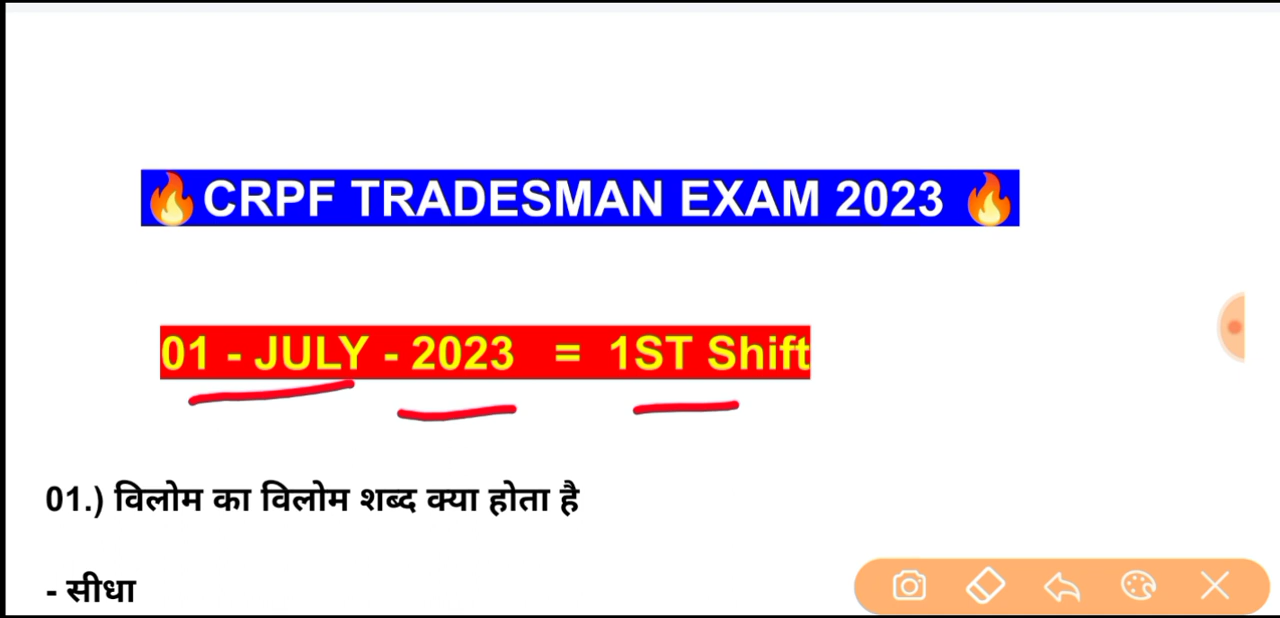 🔥 CRPF TRADESMAN EXAM 2023 🔥
01 - JULY - 2023 = 1ST Shift
01.) विलोम का विलोम शब्द क्या होता है
- सीधा